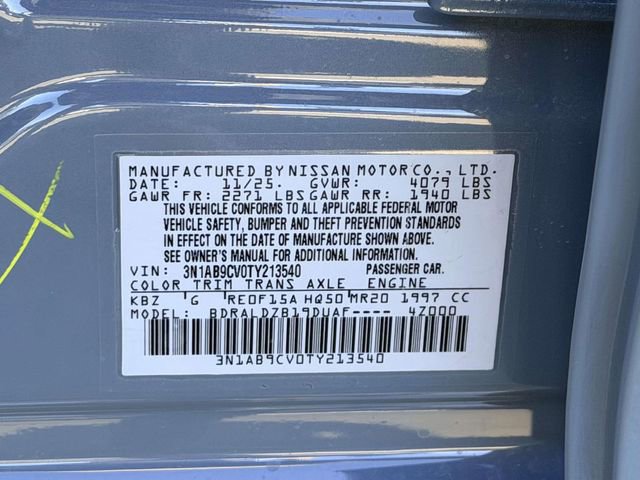 MANUFACTURED BY NISSAN MOTOR CO., LTD.
DATE: 11/25. GVWR: 4079 LBS
GAWR FR: 2271 LBS GAWR RR: 1940 LBS
THIS VEHICLE CONFORMS TO ALL APPLICABLE FEDERAL MOTOR
VEHICLE SAFETY, BUMPER AND THEFT PREVENTION STANDARDS
IN EFFECT ON THE DATE OF MANUFACTURE SHOWN ABOVE.
SEE OWNER'S MANUAL FOR ADDITIONAL INFORMATION.
VIN: 3N1AB9CV0TY213540 PASSENGER CAR.
COLOR TRIM TRANS AXLE ENGINE
KBZ G RE0F15A HQ50 MR20 1997 CC
MODEL: BDRALDZB19DUAF---- 4Z000
3N1AB9CV0TY213540